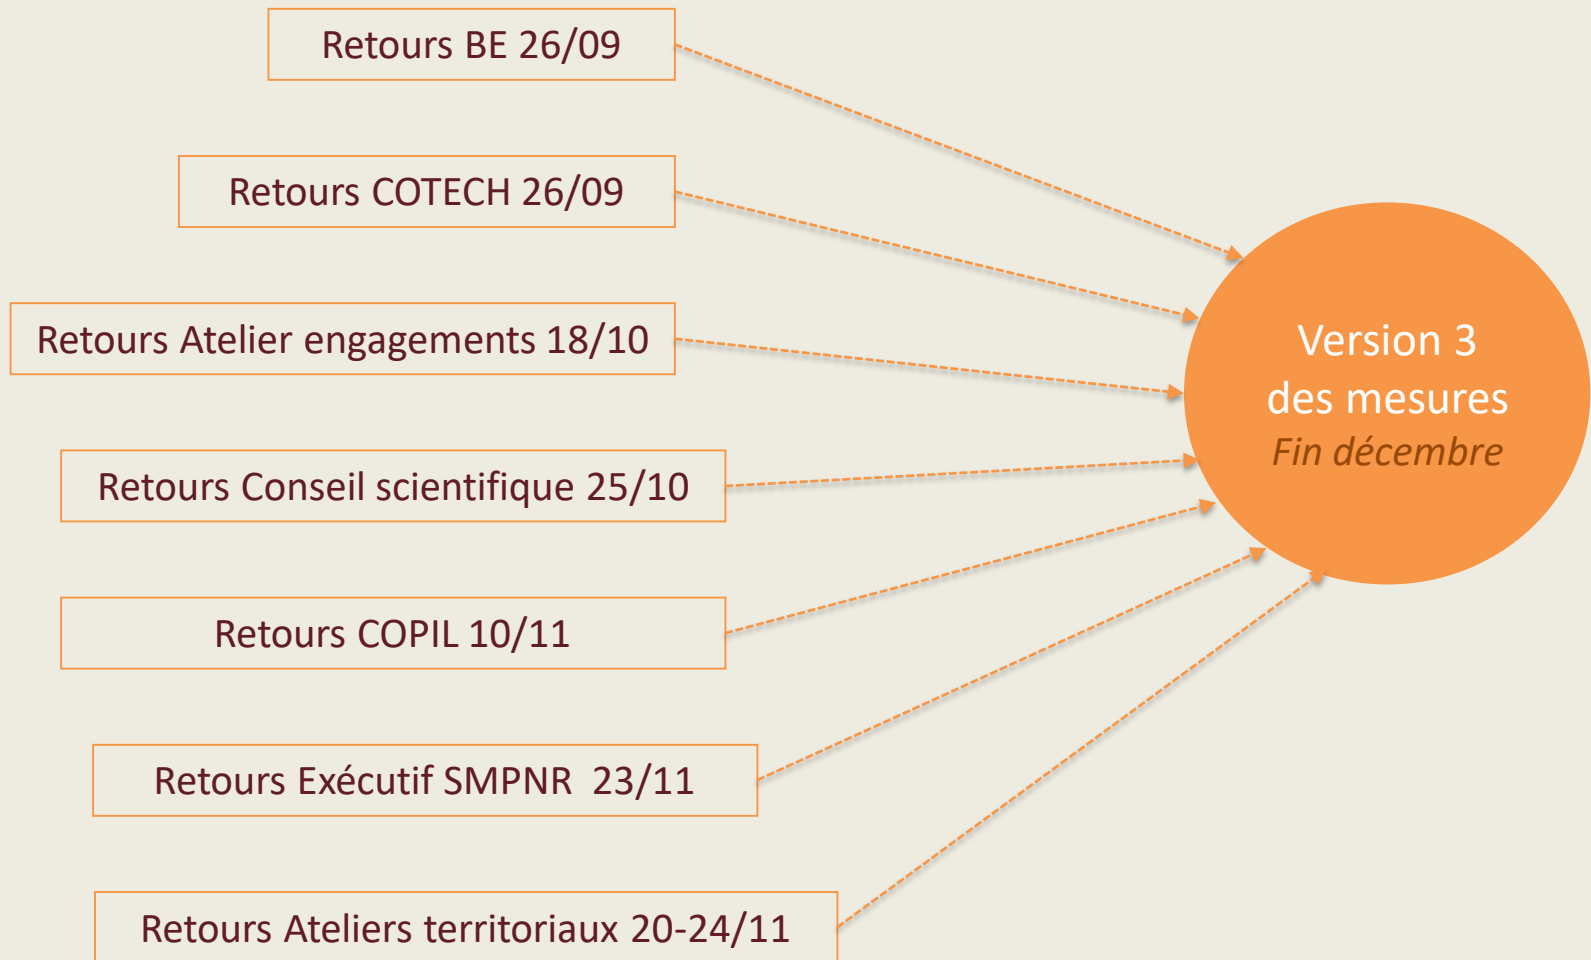 Retours BE 26/09
Retours COTECH 26/09
Retours Atelier engagements 18/10
Retours Conseil scientifique 25/10
Retours COPIL 10/11
Retours Exécutif SMPNR  23/11
Retours Ateliers territoriaux 20-24/11
Version 3
des mesures
Fin décembre